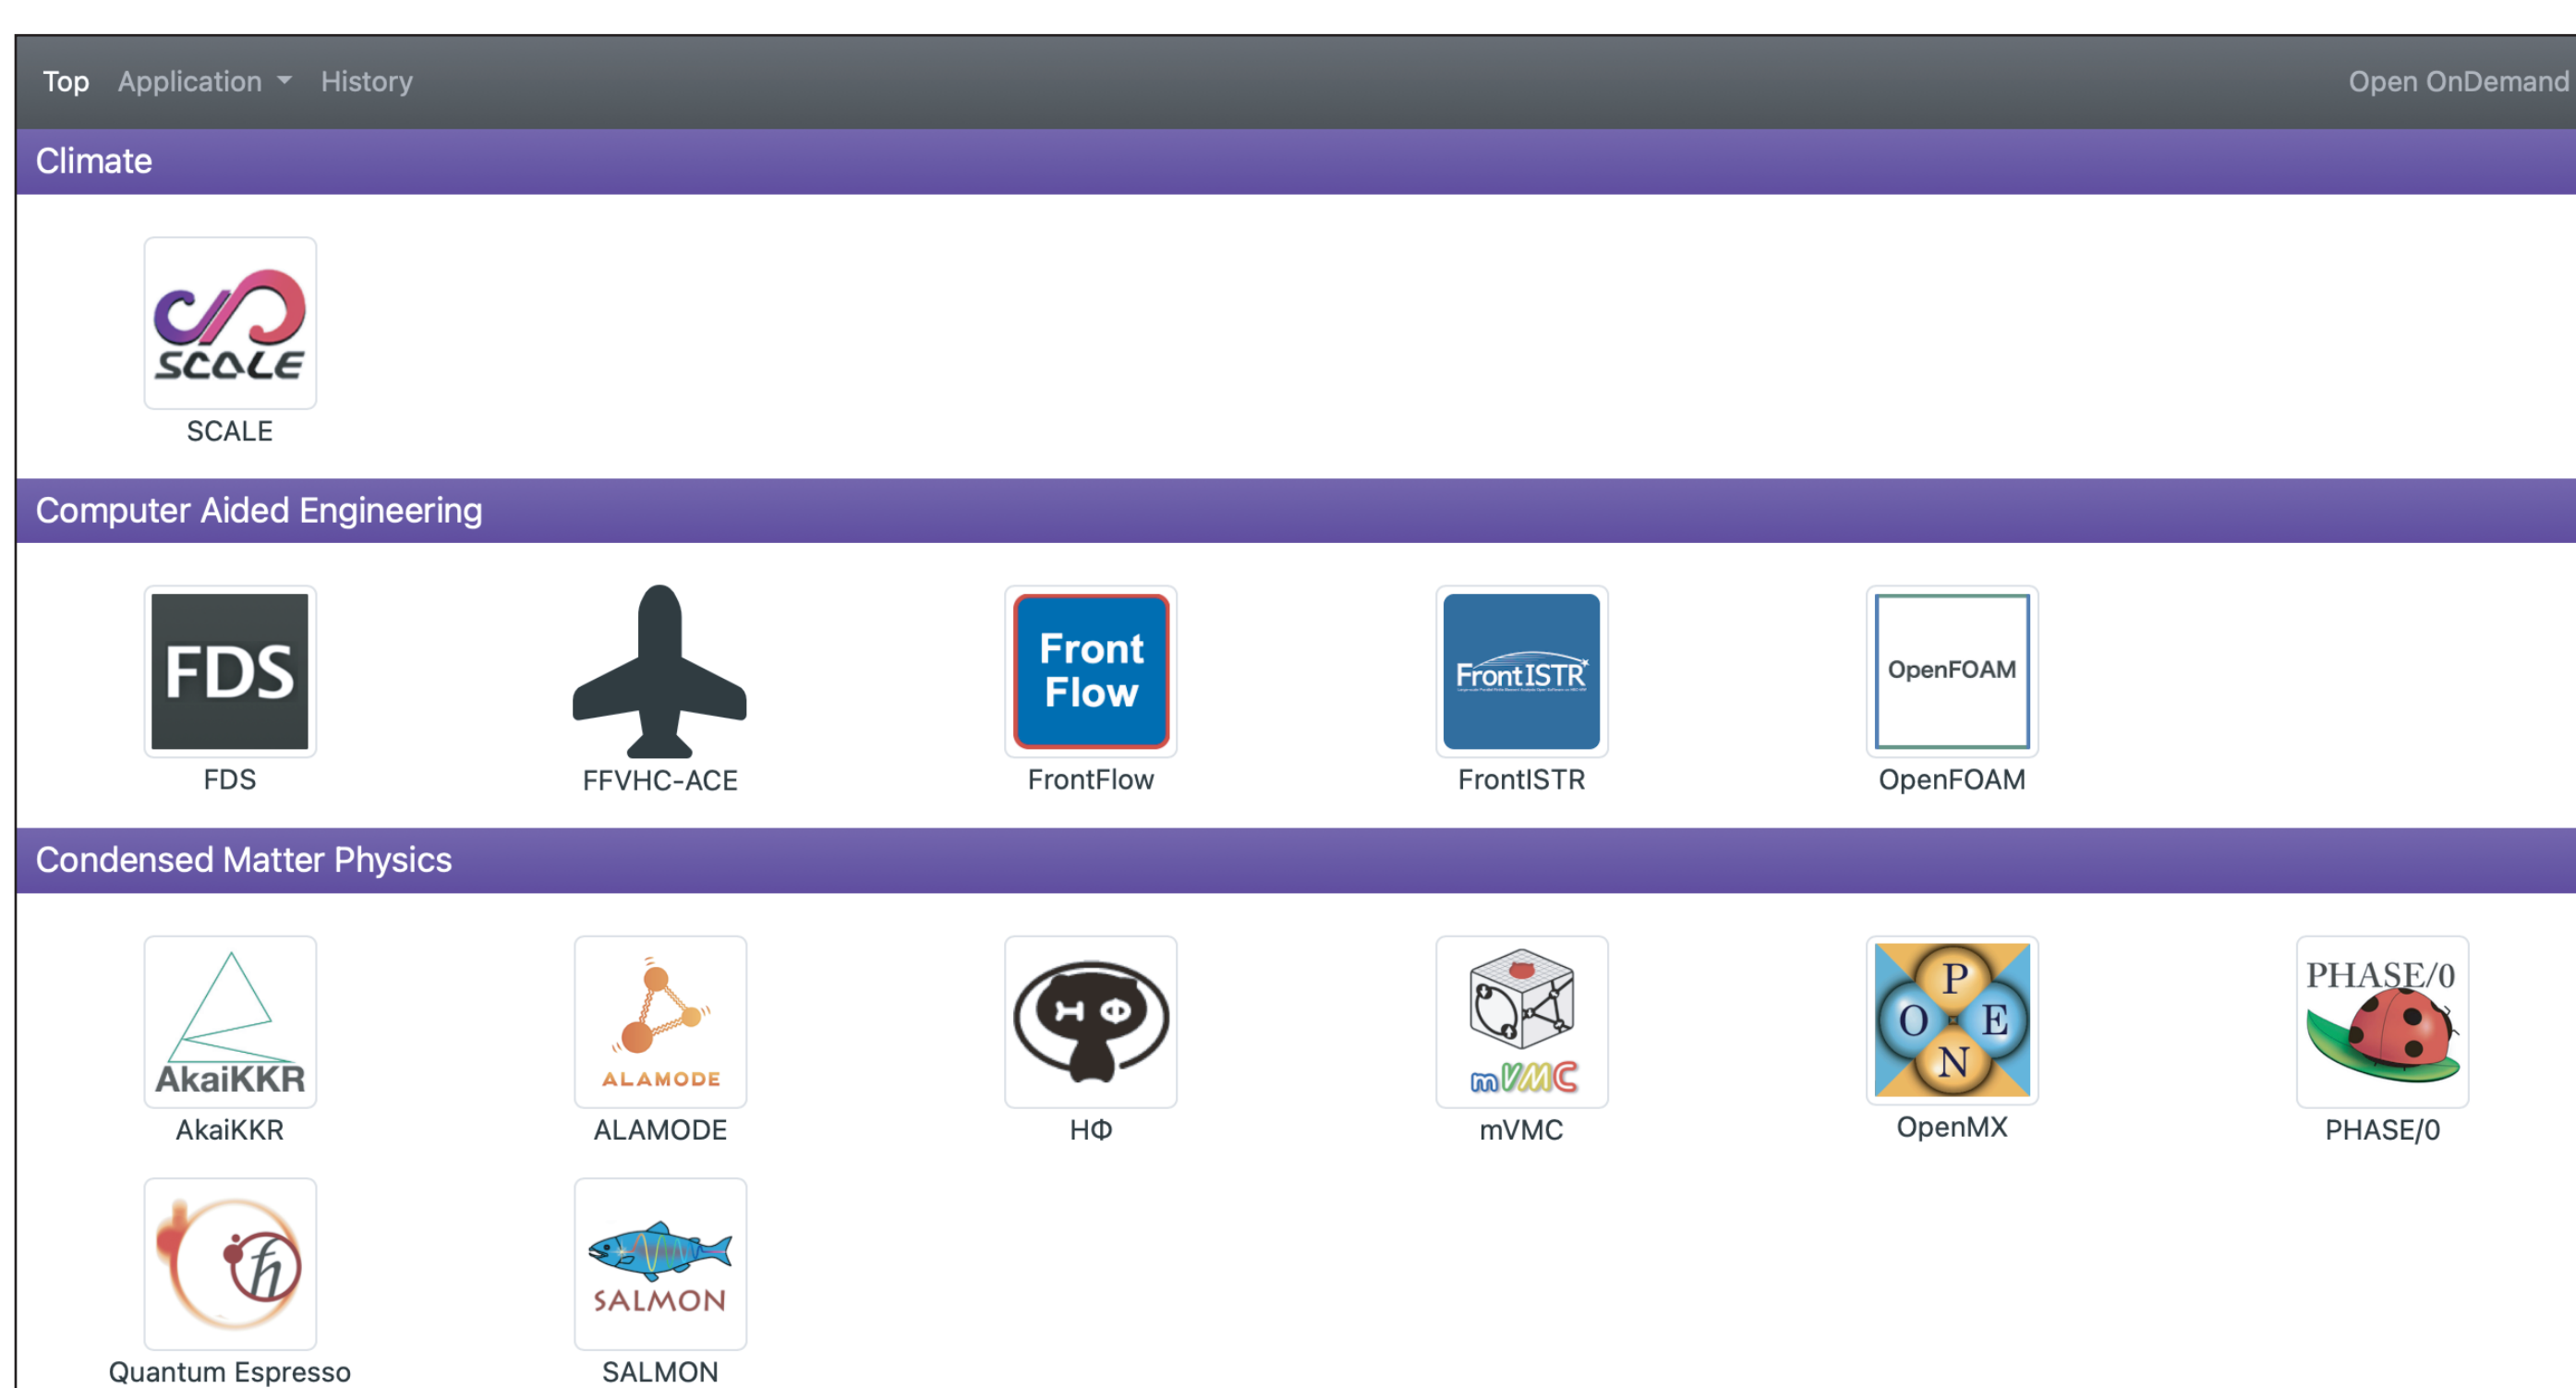 Top Application History Open OnDemand
Climate
SCALE
SCALE
Computer Aided Engineering
FDS
Front
Flow
FrontISTR
OpenFOAM
FDS FFVHC-ACE FrontFlow FrontISTR OpenFOAM
Condensed Matter Physics
AkaiKKR
ALAMODE
HΦ
mVMC
P
O E
N
PHASE/0
AkaiKKR ALAMODE HΦ mVMC OpenMX PHASE/0
ħ
SALMON
Quantum Espresso SALMON